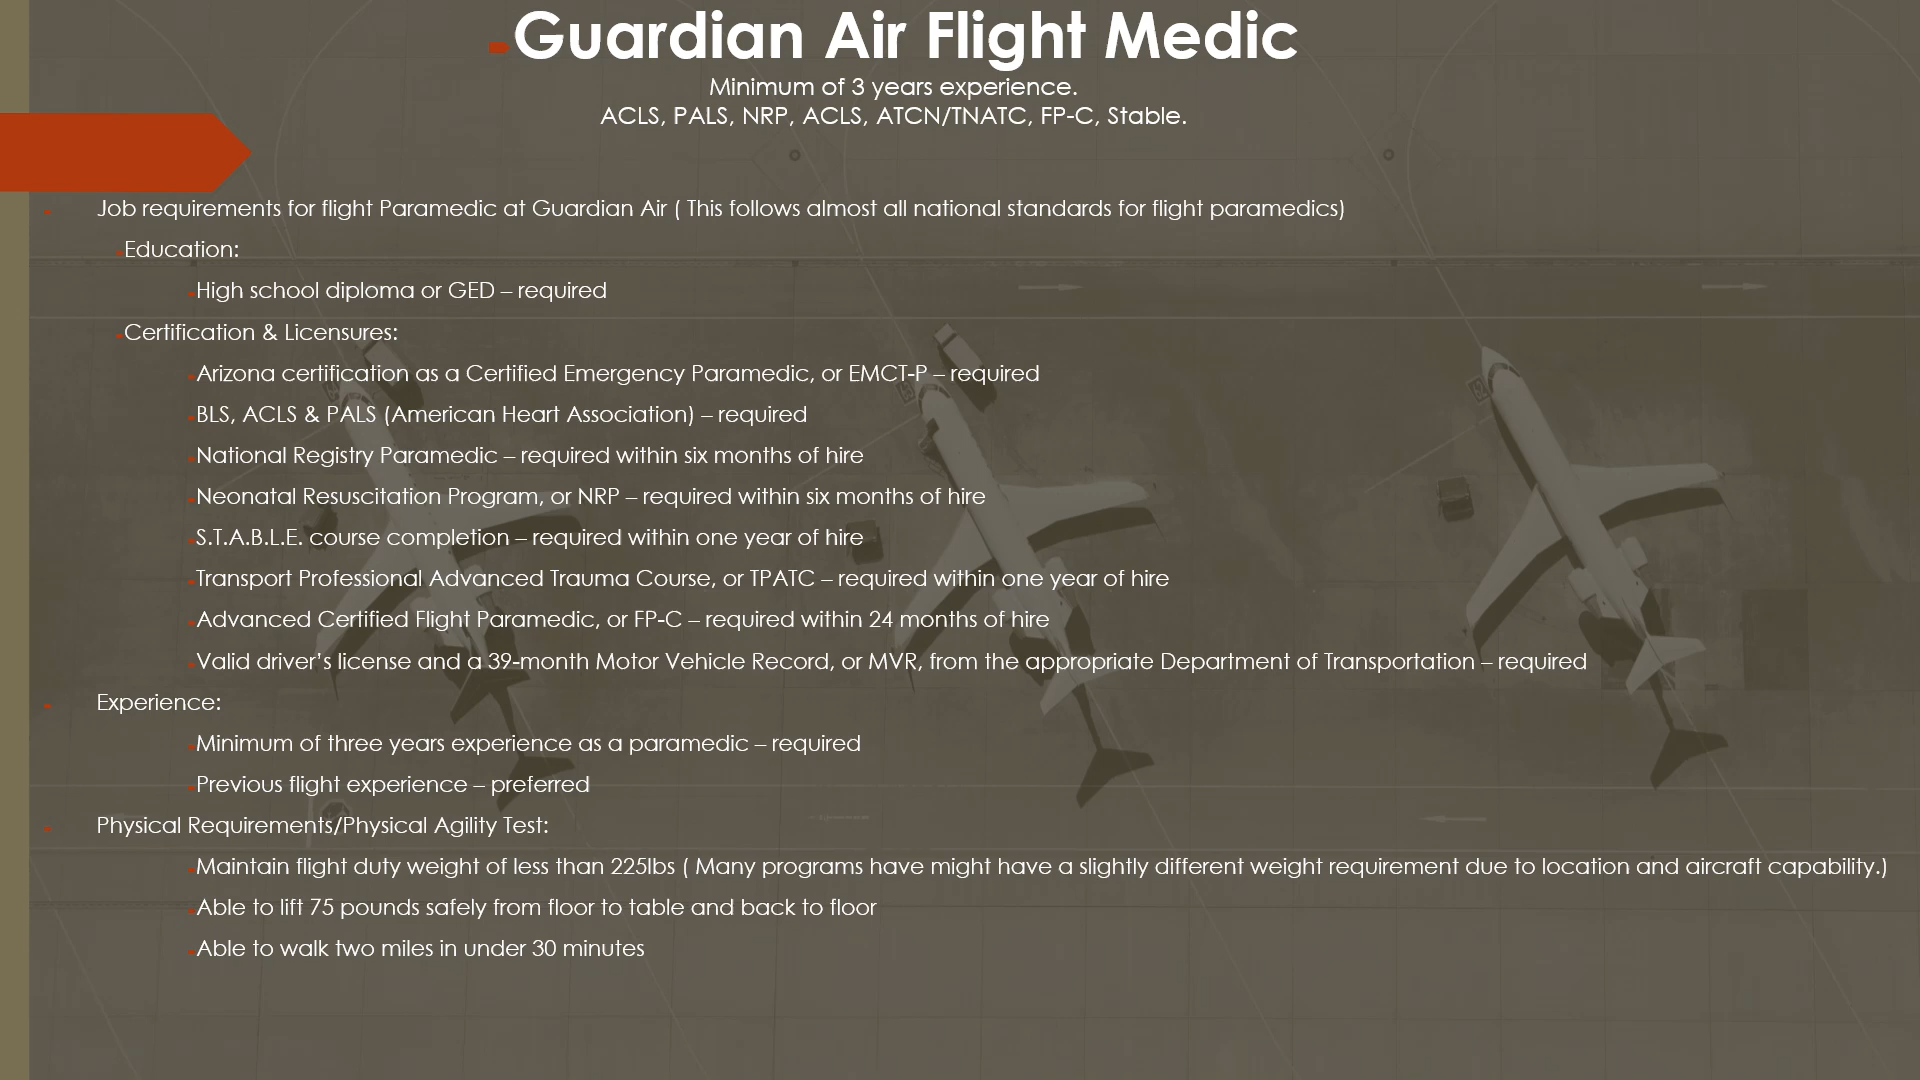 Guardian Air Flight Medic
Minimum of 3 years experience.
ACLS, PALS, NRP, ACLS, ATCN/TNATC, FP-C, Stable.
Job requirements for flight Paramedic at Guardian Air ( This follows almost all national standards for flight paramedics)
Education:
High school diploma or GED – required
Certification & Licensures:
Arizona certification as a Certified Emergency Paramedic, or EMCT-P – required
BLS, ACLS & PALS (American Heart Association) – required
National Registry Paramedic – required within six months of hire
Neonatal Resuscitation Program, or NRP – required within six months of hire
S.T.A.B.L.E. course completion – required within one year of hire
Transport Professional Advanced Trauma Course, or TPATC – required within one year of hire
Advanced Certified Flight Paramedic, or FP-C – required within 24 months of hire
Valid driver’s license and a 39-month Motor Vehicle Record, or MVR, from the appropriate Department of Transportation – required
Experience:
Minimum of three years experience as a paramedic – required
Previous flight experience – preferred
Physical Requirements/Physical Agility Test:
Maintain flight duty weight of less than 225lbs ( Many programs have might have a slightly different weight requirement due to location and aircraft capability.)
Able to lift 75 pounds safely from floor to table and back to floor
Able to walk two miles in under 30 minutes